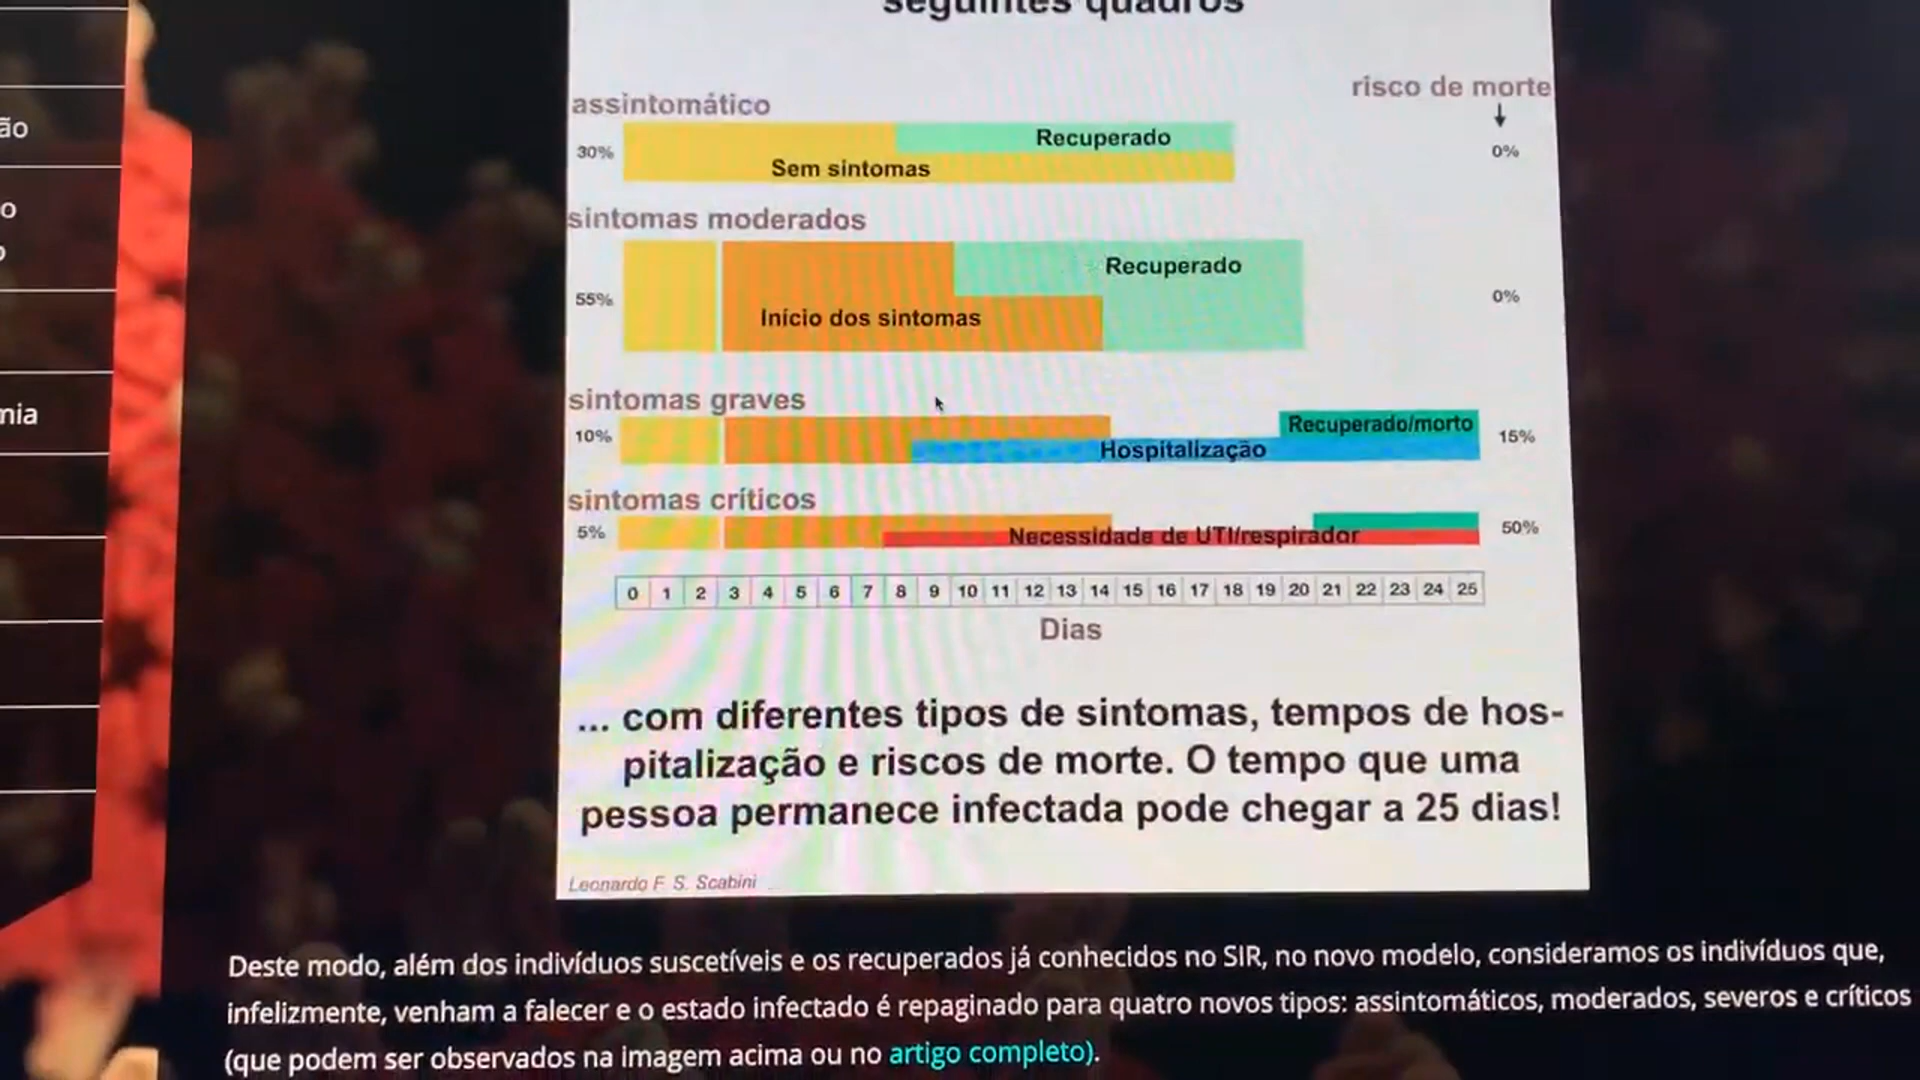 seguintes quadros
risco de morte
assintomático
30%
Recuperado
Sem sintomas
0%
sintomas moderados
55%
Recuperado
Início dos sintomas
0%
sintomas graves
10%
Recuperado/morto
Hospitalização
15%
sintomas críticos
5%
Necessidade de UTI/respirador
50%
0 1 2 3 4 5 6 7 8 9 10 11 12 13 14 15 16 17 18 19 20 21 22 23 24 25
Dias
... com diferentes tipos de sintomas, tempos de hos-
pitalização e riscos de morte. O tempo que uma
pessoa permanece infectada pode chegar a 25 dias!
Leonardo F. S. Scabini
Deste modo, além dos indivíduos suscetíveis e os recuperados já conhecidos no SIR, no novo modelo, consideramos os indivíduos que,
infelizmente, venham a falecer e o estado infectado é repaginado para quatro novos tipos: assintomáticos, moderados, severos e críticos
(que podem ser observados na imagem acima ou no artigo completo).